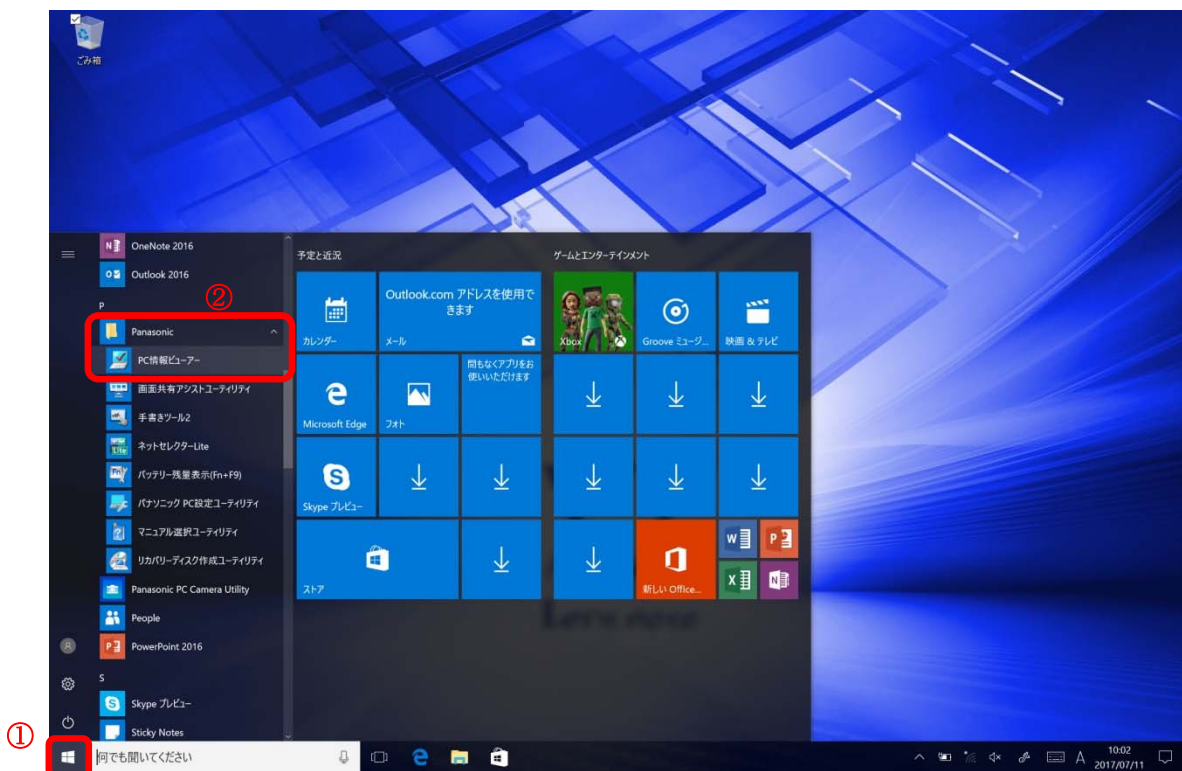 ごみ箱
OneNote 2016
Outlook 2016
②
P
Panasonic
PC情報ビューアー
画面共有アシストユーティリティ
手書きツール2
ネットセレクターLite
バッテリー残量表示(Fn+F9)
パナソニック PC設定ユーティリティ
マニュアル選択ユーティリティ
リカバリーディスク作成ユーティリティ
Panasonic PC Camera Utility
People
PowerPoint 2016
S
Skype プレビュー
Sticky Notes
予定と近況
カレンダー
Outlook.com アドレスを使用で
きます
メール
Microsoft Edge
フォト
間もなくアプリをお
使いいただけます
Skype プレビュー
ストア
ゲームとエンターテインメント
Xbox
Groove ミュージ...
映画 & テレビ
新しい Office...
①
何でも聞いてください
A
10:02
2017/07/11